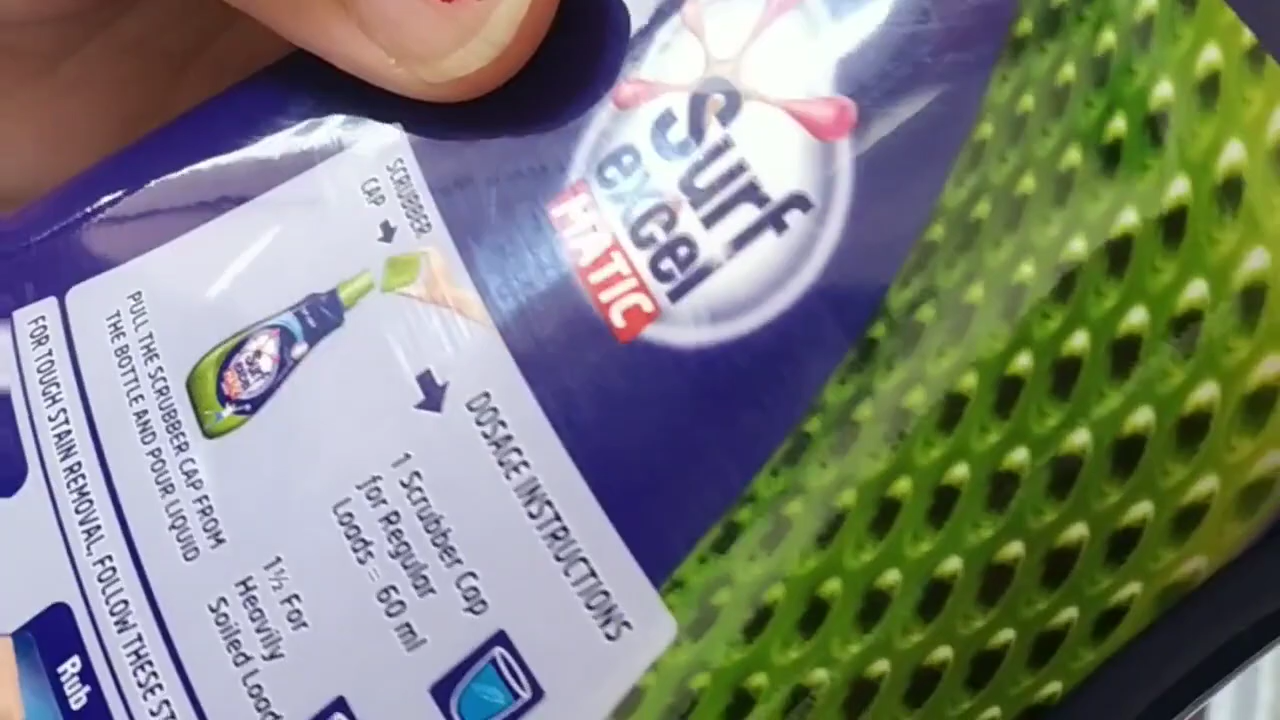 Surf
excel
HATIC
SCRUBBER
CAP
DOSAGE INSTRUCTIONS
1 Scrubber Cap
for Regular
Loads = 60 ml
1½ For
Heavily
Soiled Load
PULL THE SCRUBBER CAP FROM
THE BOTTLE AND POUR LIQUID
FOR TOUGH STAIN REMOVAL, FOLLOW THESE ST
Rub